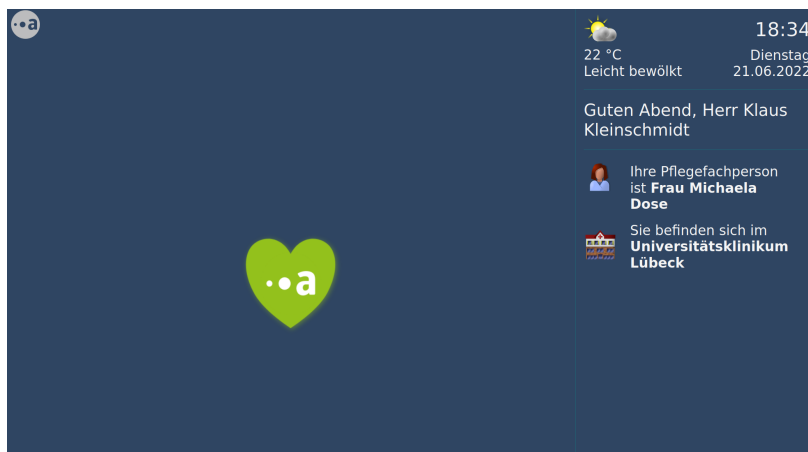 ··a
18:34
22 °C
Dienstag
Leicht bewölkt
21.06.2022
Guten Abend, Herr Klaus
Kleinschmidt
Ihre Pflegefachperson
ist Frau Michaela
Dose
Sie befinden sich im
Universitätsklinikum
Lübeck
··a